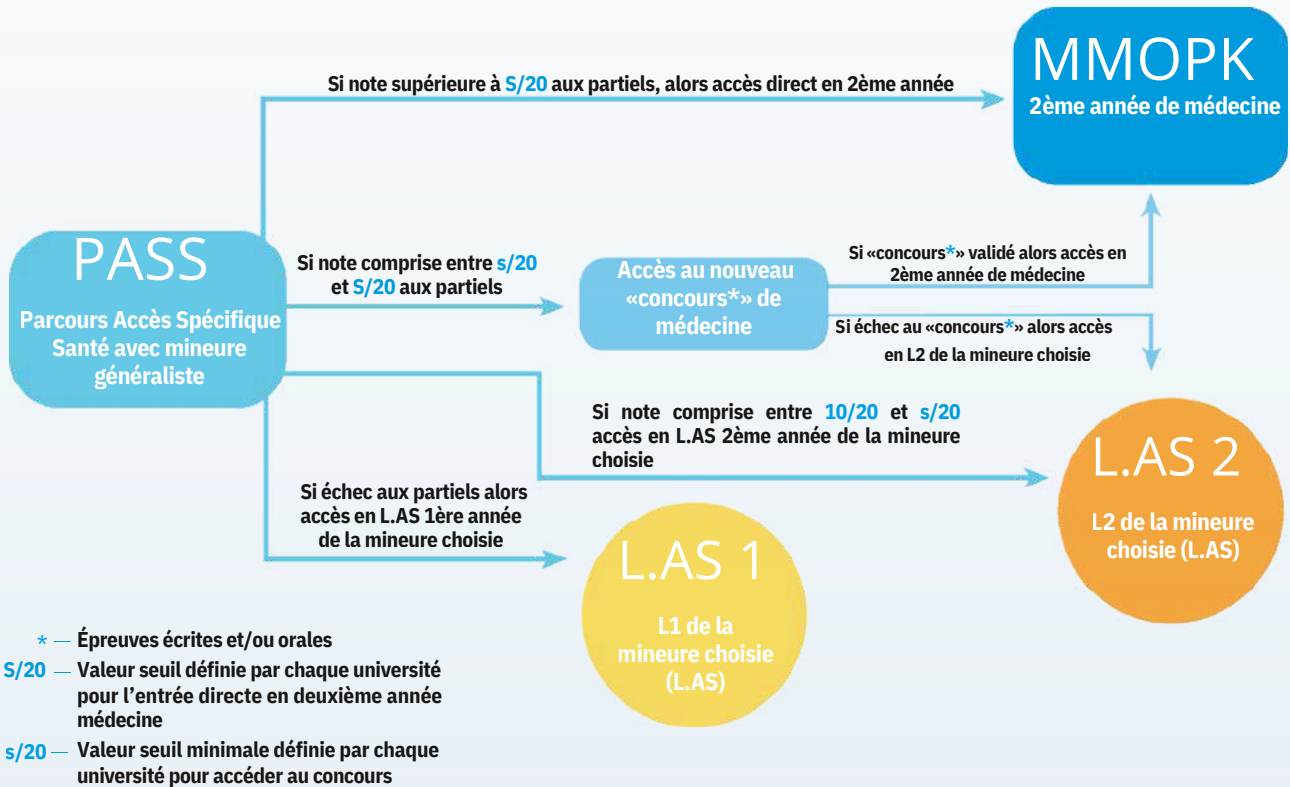 MMOPK
2ème année de médecine
Si note supérieure à S/20 aux partiels, alors accès direct en 2ème année
PASS
Parcours Accès Spécifique
Santé avec mineure
généraliste
Si note comprise entre s/20
et S/20 aux partiels
Accès au nouveau
«concours*» de
médecine
Si «concours*» validé alors accès en
2ème année de médecine
Si échec au «concours*» alors accès
en L2 de la mineure choisie
Si note comprise entre 10/20 et s/20
accès en L.AS 2ème année de la mineure
choisie
L.AS 2
L2 de la mineure
choisie (L.AS)
Si échec aux partiels alors
accès en L.AS 1ère année
de la mineure choisie
L.AS 1
L1 de la
mineure choisie
(L.AS)
* — Épreuves écrites et/ou orales
S/20 — Valeur seuil définie par chaque université
pour l'entrée directe en deuxième année
médecine
s/20 — Valeur seuil minimale définie par chaque
université pour accéder au concours